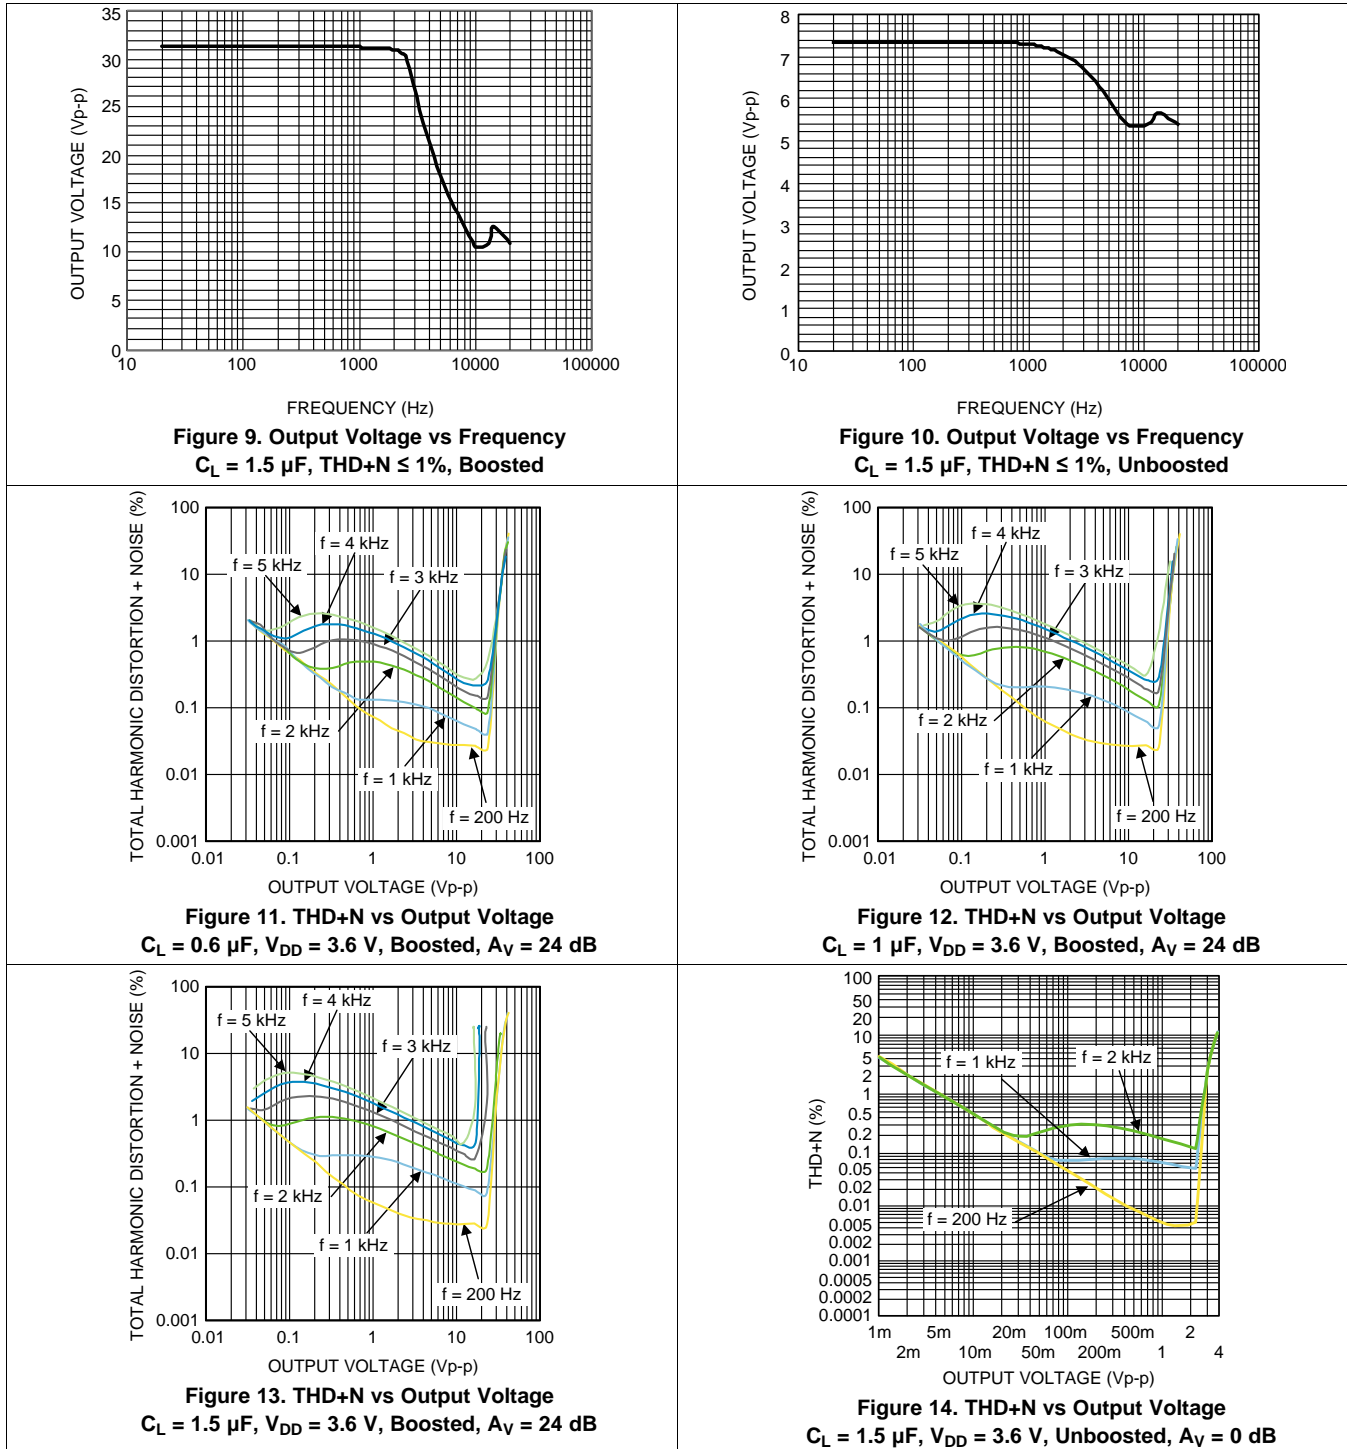 OUTPUT VOLTAGE (Vp-p)
35
30
25
20
15
10
5
0
10 100 1000 10000 100000
FREQUENCY (Hz)
Figure 9. Output Voltage vs Frequency
CL = 1.5 µF, THD+N ≤ 1%, Boosted
OUTPUT VOLTAGE (Vp-p)
8
7
6
5
4
3
2
1
0
10 100 1000 10000 100000
FREQUENCY (Hz)
Figure 10. Output Voltage vs Frequency
CL = 1.5 µF, THD+N ≤ 1%, Unboosted
TOTAL HARMONIC DISTORTION + NOISE (%)
100
10
1
0.1
0.01
0.001
f = 4 kHz
f = 5 kHz
f = 3 kHz
f = 2 kHz
f = 1 kHz
f = 200 Hz
0.01 0.1 1 10 100
OUTPUT VOLTAGE (Vp-p)
Figure 11. THD+N vs Output Voltage
CL = 0.6 µF, VDD = 3.6 V, Boosted, AV = 24 dB
TOTAL HARMONIC DISTORTION + NOISE (%)
100
10
1
0.1
0.01
0.001
f = 4 kHz
f = 5 kHz
f = 3 kHz
f = 2 kHz
f = 1 kHz
f = 200 Hz
0.01 0.1 1 10 100
OUTPUT VOLTAGE (Vp-p)
Figure 12. THD+N vs Output Voltage
CL = 1 µF, VDD = 3.6 V, Boosted, AV = 24 dB
TOTAL HARMONIC DISTORTION + NOISE (%)
100
10
1
0.1
0.01
0.001
f = 4 kHz
f = 5 kHz
f = 3 kHz
f = 2 kHz
f = 1 kHz
f = 200 Hz
0.01 0.1 1 10 100
OUTPUT VOLTAGE (Vp-p)
Figure 13. THD+N vs Output Voltage
CL = 1.5 µF, VDD = 3.6 V, Boosted, AV = 24 dB
THD+N (%)
100
50
20
10
5
2
1
0.5
0.2
0.1
0.05
0.02
0.01
0.005
0.002
0.001
0.0005
0.0002
0.0001
f = 1 kHz
f = 2 kHz
f = 200 Hz
1m 5m 20m 100m 500m 2
2m 10m 50m 200m 1 4
OUTPUT VOLTAGE (Vp-p)
Figure 14. THD+N vs Output Voltage
CL = 1.5 µF, VDD = 3.6 V, Unboosted, AV = 0 dB